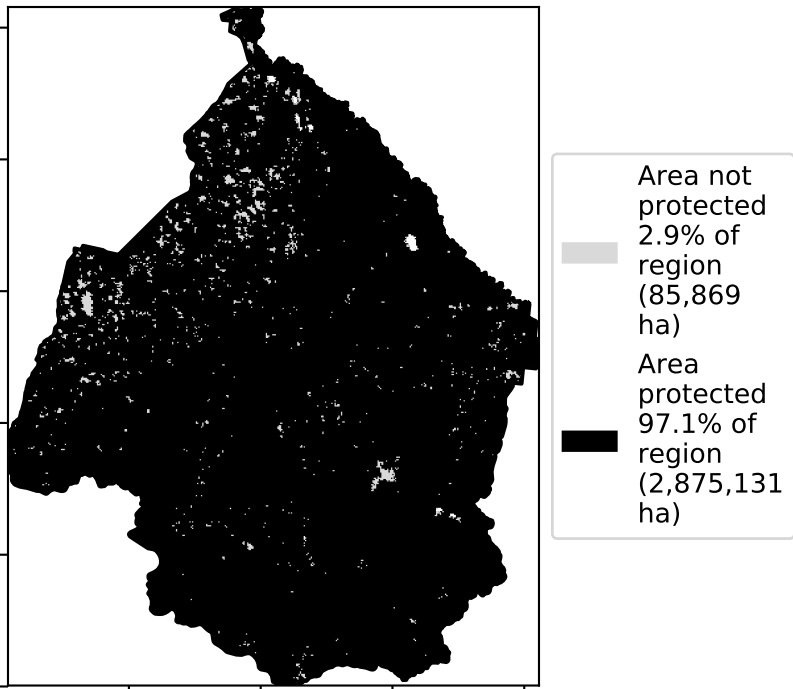 Area not
protected
2.9% of
region
(85,869
ha)
Area
protected
97.1% of
region
(2,875,131
ha)